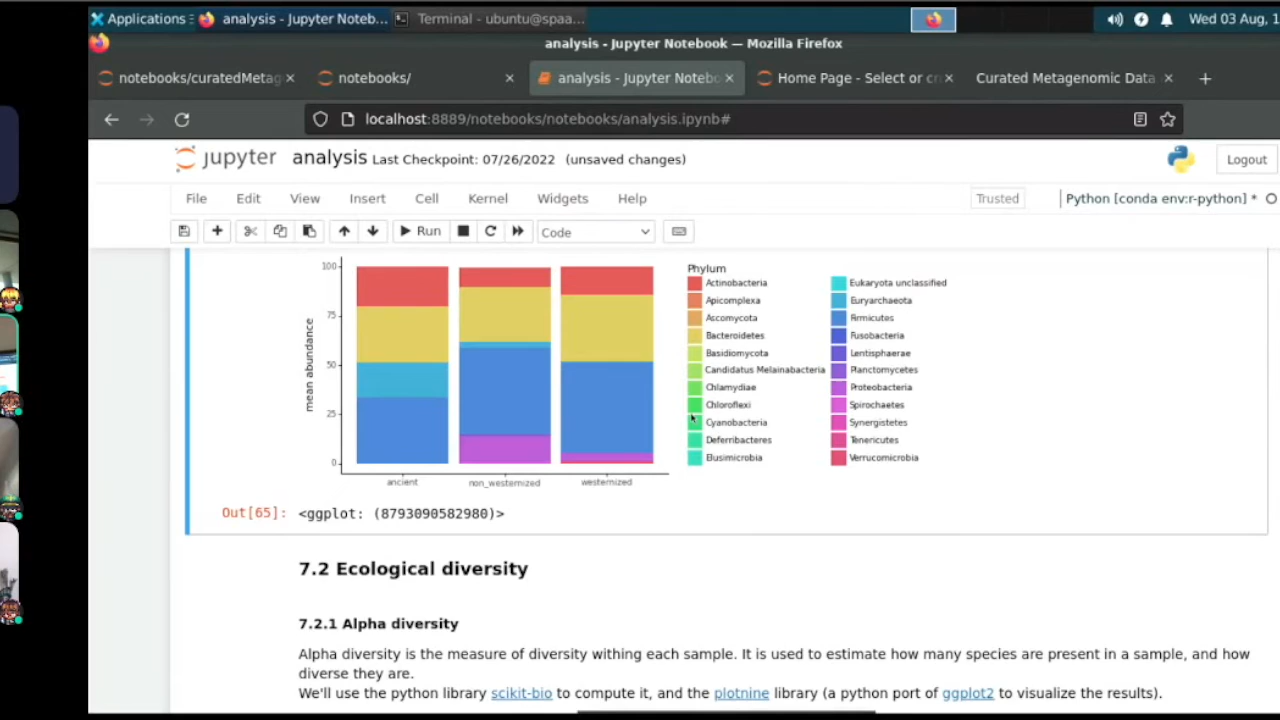 Applications
analysis - Jupyter Noteb...
Terminal - ubuntu@spaa...
Wed 03 Aug, 1
analysis - Jupyter Notebook — Mozilla Firefox
notebooks/curatedMetag
notebooks/
analysis - Jupyter Notebo
Home Page - Select or cr
Curated Metagenomic Data
localhost:8889/notebooks/notebooks/analysis.ipynb#
jupyter analysis Last Checkpoint: 07/26/2022 (unsaved changes)
Logout
File Edit View Insert Cell Kernel Widgets Help
Trusted
Python [conda env:r-python] *
Run
Code
100
75
50
25
0
mean abundance
ancient
non_westernized
westernized
Phylum
Actinobacteria
Apicomplexa
Ascomycota
Bacteroidetes
Basidiomycota
Candidatus Melainabacteria
Chlamydiae
Chloroflexi
Cyanobacteria
Deferribacteres
Elusimicrobia
Eukaryota unclassified
Euryarchaeota
Firmicutes
Fusobacteria
Lentisphaerae
Planctomycetes
Proteobacteria
Spirochaetes
Synergistetes
Tenericutes
Verrucomicrobia
Out[65]: <ggplot: (8793090582980)>
7.2 Ecological diversity
7.2.1 Alpha diversity
Alpha diversity is the measure of diversity withing each sample. It is used to estimate how many species are present in a sample, and how
diverse they are.
We'll use the python library scikit-bio to compute it, and the plotnine library (a python port of ggplot2 to visualize the results).